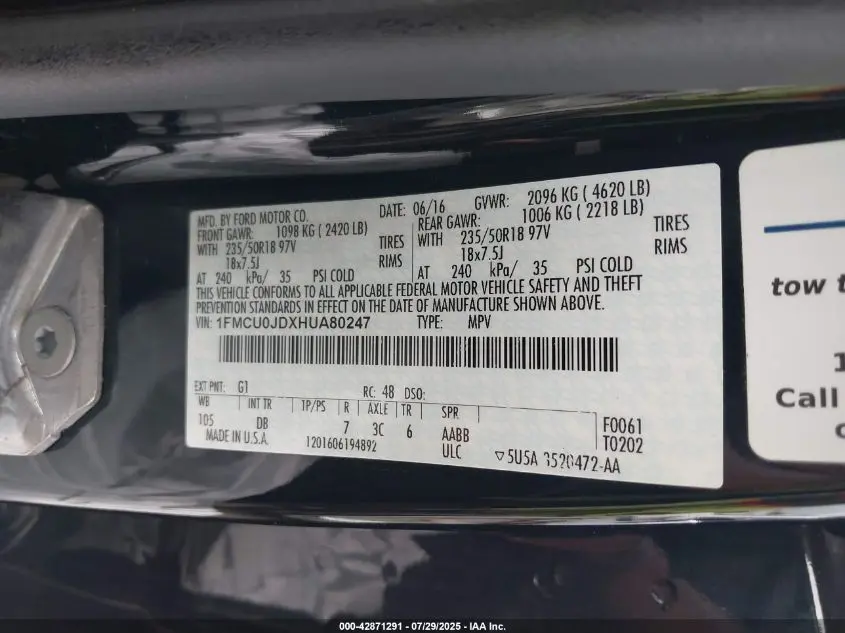 MFD. BY FORD MOTOR CO.
DATE: 06/16 GVWR: 2096 KG ( 4620 LB)
FRONT GAWR: 1098 KG ( 2420 LB)
WITH 235/50R18 97V TIRES
18x7.5J RIMS
AT 240 kPa/ 35 PSI COLD
REAR GAWR: 1006 KG ( 2218 LB)
WITH 235/50R18 97V TIRES
18x7.5J RIMS
AT 240 kPa/ 35 PSI COLD
THIS VEHICLE CONFORMS TO ALL APPLICABLE FEDERAL MOTOR VEHICLE SAFETY AND THEFT
PREVENTION STANDARDS IN EFFECT ON THE DATE OF MANUFACTURE SHOWN ABOVE.
VIN: 1FMCU0JDXHUA80247 TYPE: MPV
EXT PNT: G1 RC: 48 DSO:
WB INT TR TP/PS R AXLE TR SPR
105 DB 7 3C 6 AABB F0061
MADE IN U.S.A. 1201606194892 ULC T0202
▽5U5A 3520472-AA
tow t
1
Call
000-42871291 | 07/29/2025 - IAA Inc.